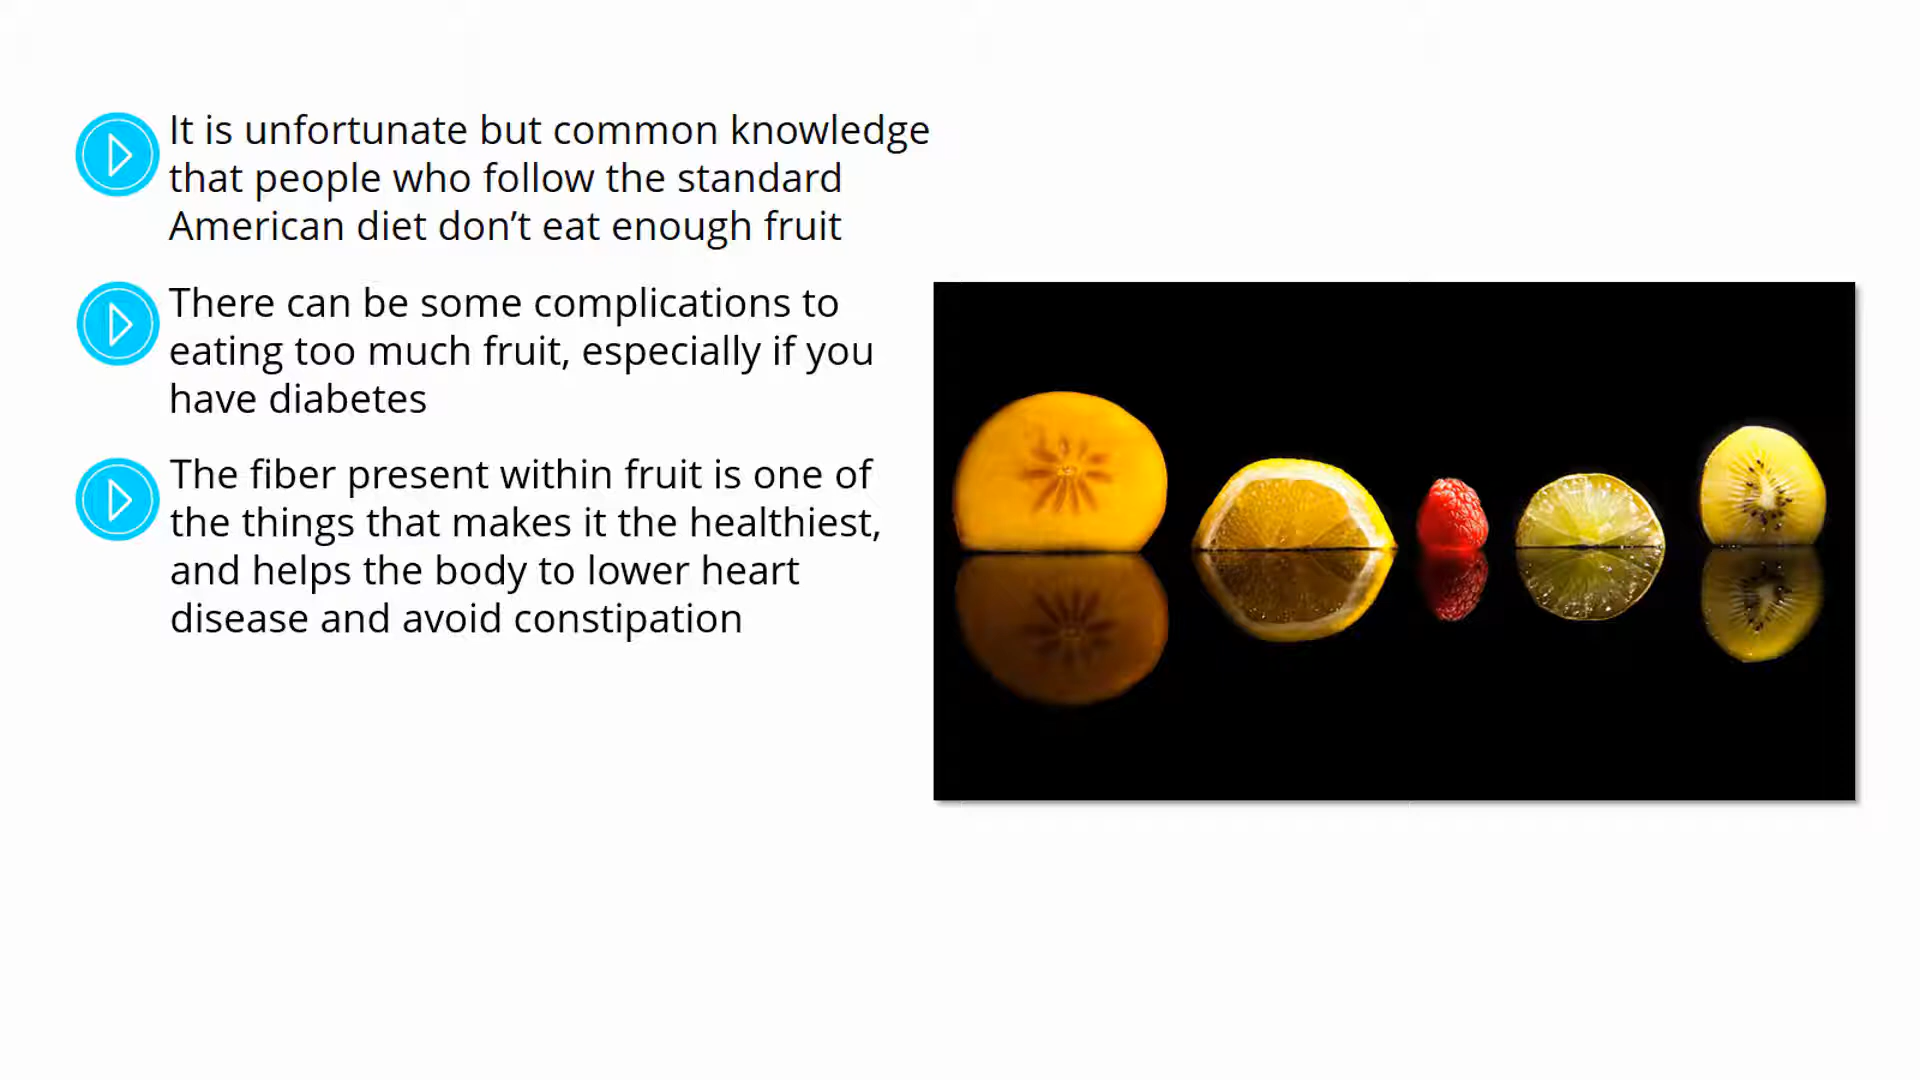 It is unfortunate but common knowledge
that people who follow the standard
American diet don’t eat enough fruit
There can be some complications to
eating too much fruit, especially if you
have diabetes
The fiber present within fruit is one of
the things that makes it the healthiest,
and helps the body to lower heart
disease and avoid constipation